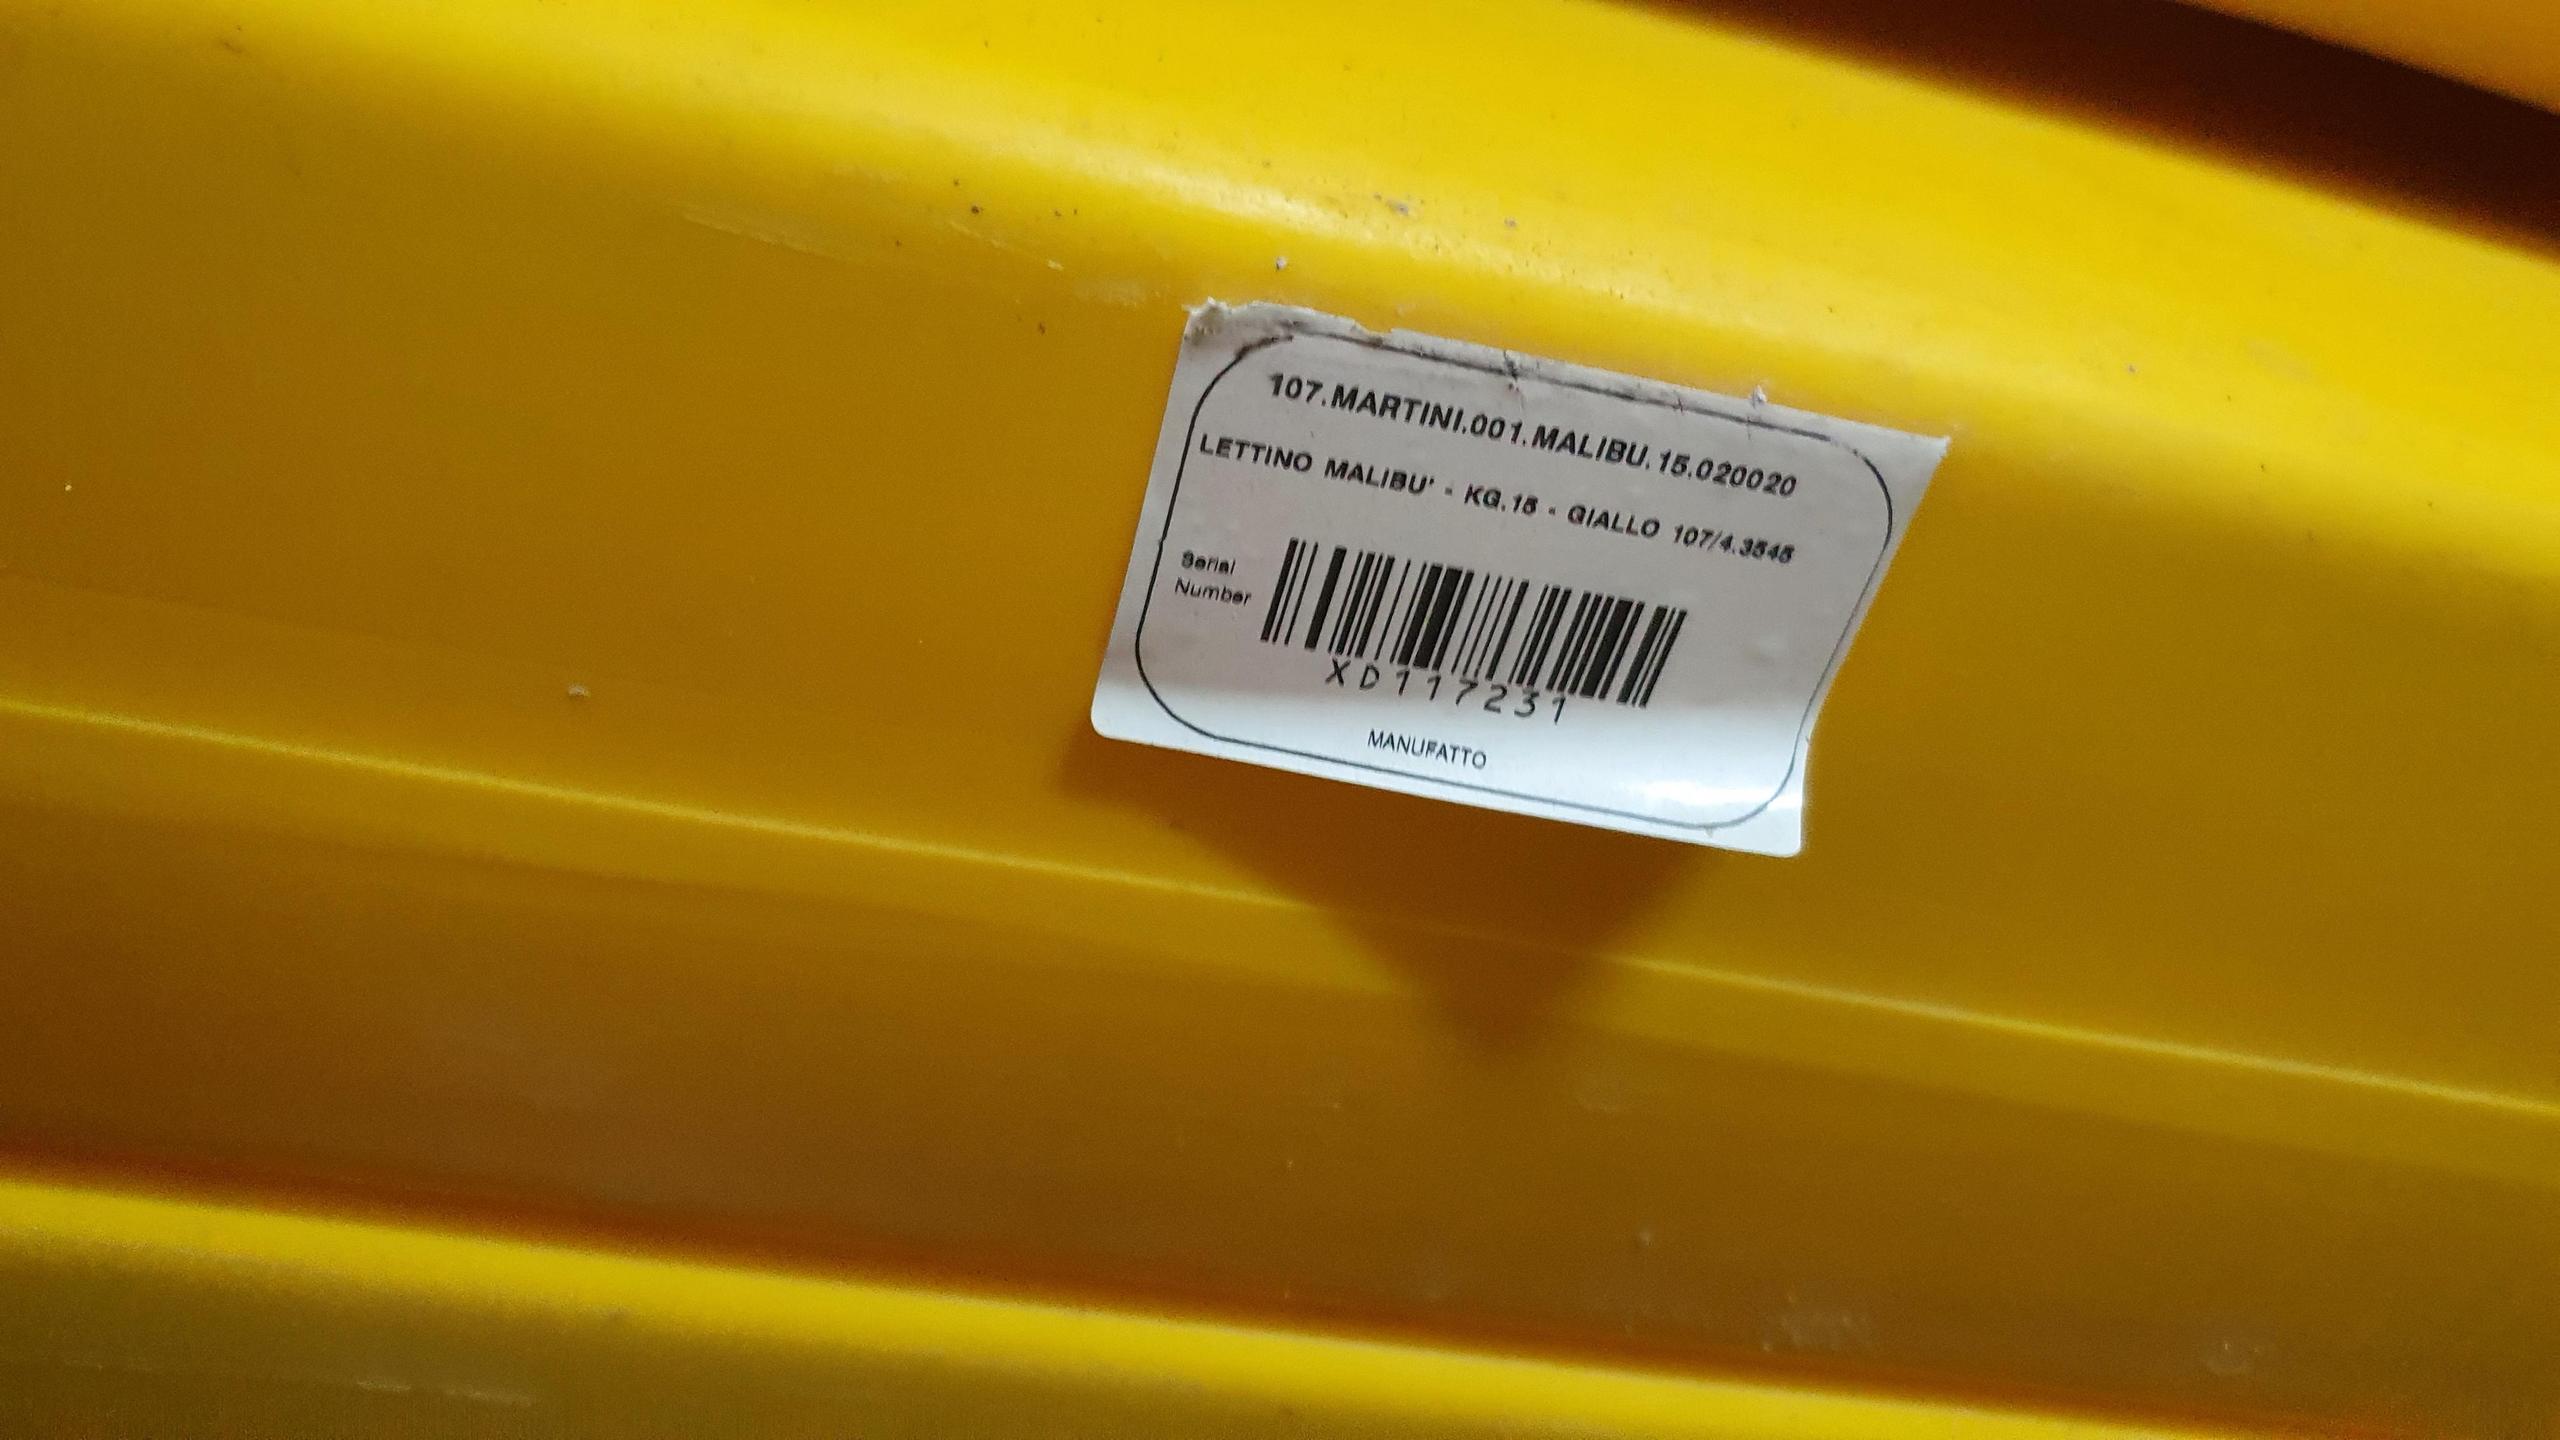 107.MARTINI.001.MALIBU.15.020020
LETTINO MALIBU' - KG.15 - GIALLO 107/4.3545
Serial
Number
XD117231
MANUFATTO